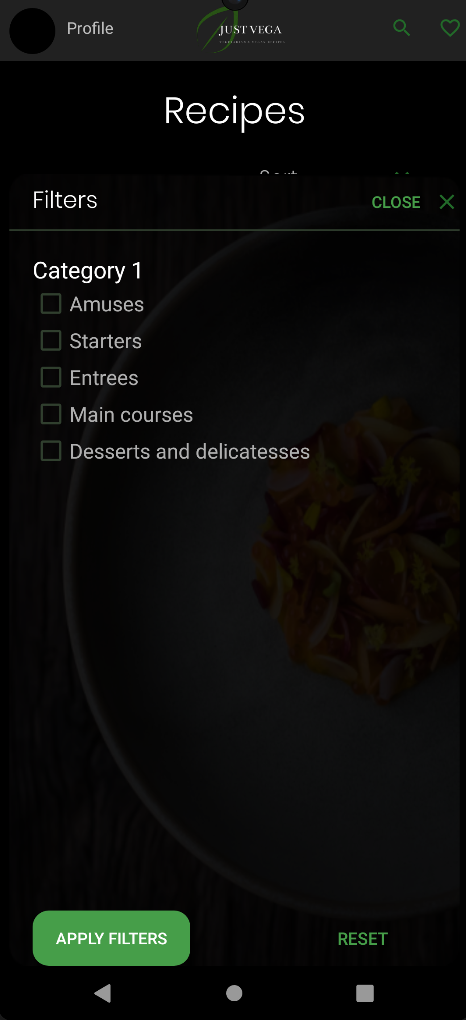 Profile
JUST VEGA
Recipes
Sort
Filters
CLOSE
Category 1
Amuses
Starters
Entrees
Main courses
Desserts and delicatesses
APPLY FILTERS
RESET